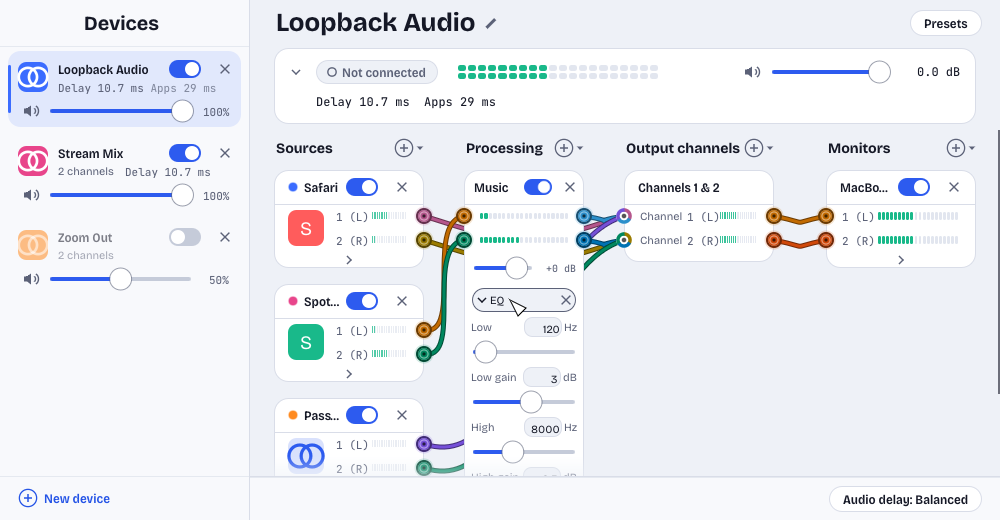 Devices
Loopback Audio
Delay 10.7 ms Apps 29 ms
100%
Stream Mix
2 channels Delay 10.7 ms
100%
Zoom Out
2 channels
50%
New device
Loopback Audio
Presets
Not connected
0.0 dB
Delay 10.7 ms Apps 29 ms
Sources
Processing
Output channels
Monitors
Safari
S
1 (L)
2 (R)
Spot...
S
1 (L)
2 (R)
Pass...
1 (L)
2 (R)
Music
+0 dB
EQ
Low 120 Hz
Low gain 3 dB
High 8000 Hz
Channels 1 & 2
Channel 1 (L)
Channel 2 (R)
MacBo...
1 (L)
2 (R)
Audio delay: Balanced